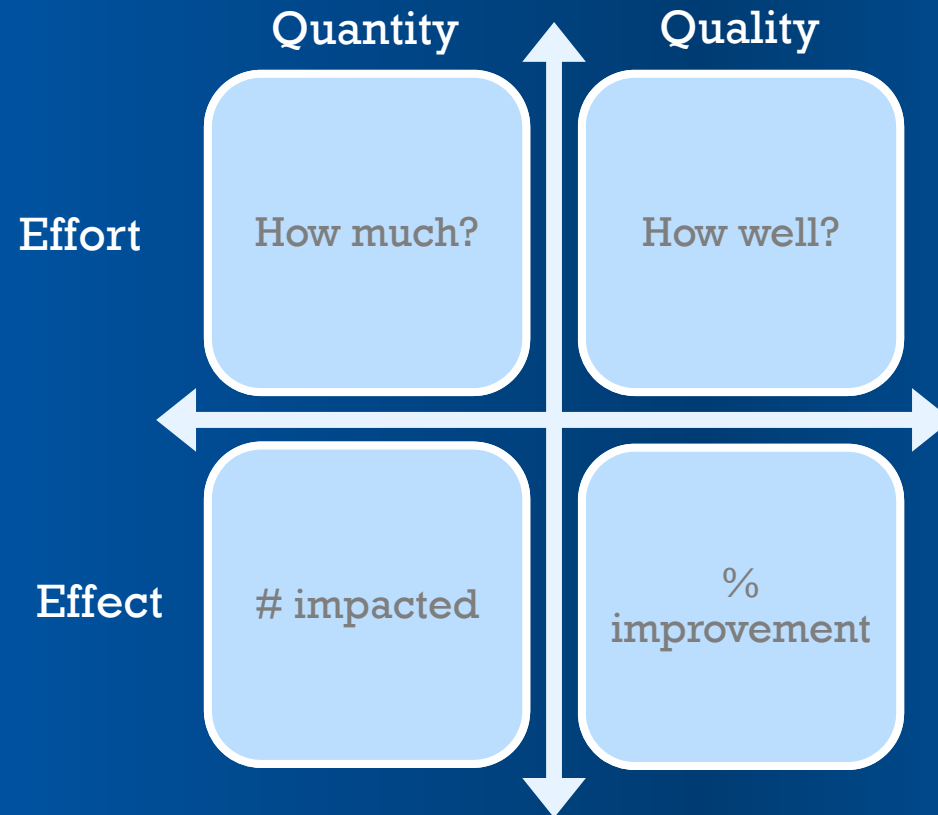 Quantity
Quality
Effort
How much?
How well?
Effect
# impacted
%
improvement